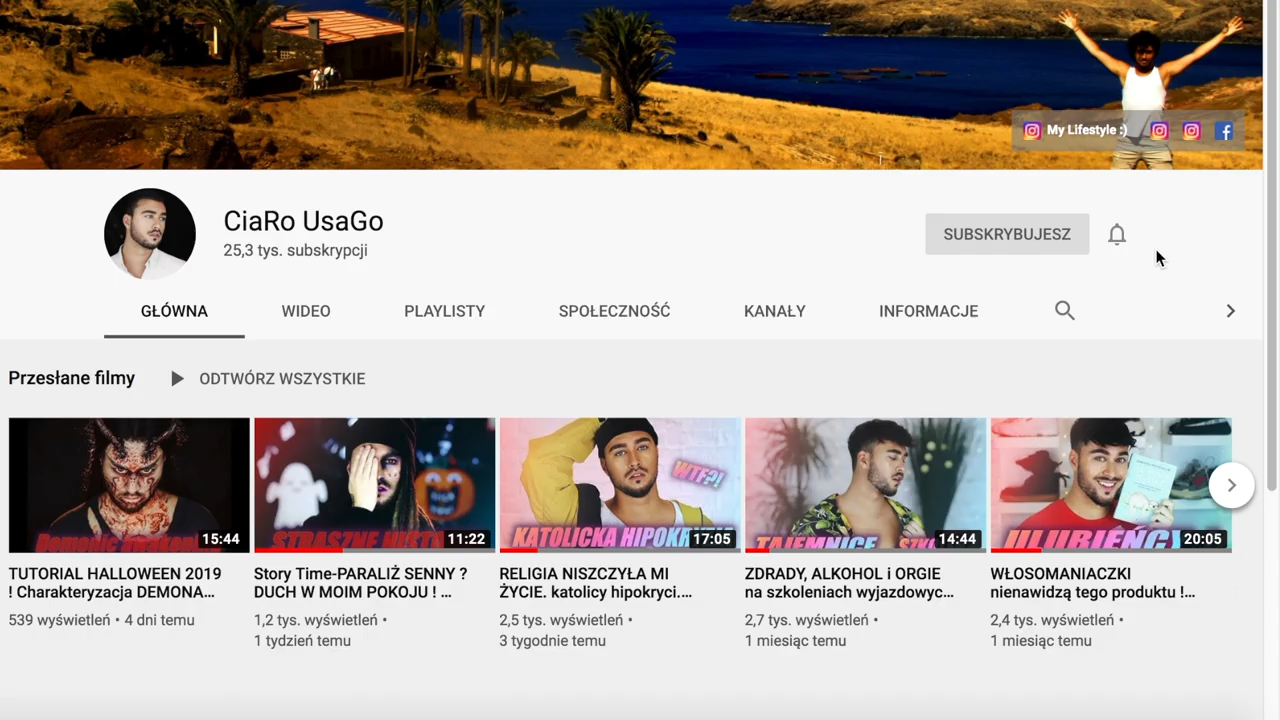 My Lifestyle :)
CiaRo UsaGo
25,3 tys. subskrypcji
SUBSKRYBUJESZ
GŁÓWNA WIDEO PLAYLISTY SPOŁECZNOŚĆ KANAŁY INFORMACJE
Przesłane filmy ODTWÓRZ WSZYSTKIE
15:44
STRASZNE 11:22
WTF?!
KATOLICKA 17:05
TAJEMNICE 14:44
20:05
TUTORIAL HALLOWEEN 2019
! Charakteryzacja DEMONA...
539 wyświetleń • 4 dni temu
Story Time-PARALIŻ SENNY ?
DUCH W MOIM POKOJU ! ...
1,2 tys. wyświetleń •
1 tydzień temu
RELIGIA NISZCZYŁA MI
ŻYCIE. katolicy hipokryci....
2,5 tys. wyświetleń •
3 tygodnie temu
ZDRADY, ALKOHOL i ORGIE
na szkoleniach wyjazdowyc...
2,7 tys. wyświetleń •
1 miesiąc temu
WŁOSOMANIACZKI
nienawidzą tego produktu !...
2,4 tys. wyświetleń •
1 miesiąc temu